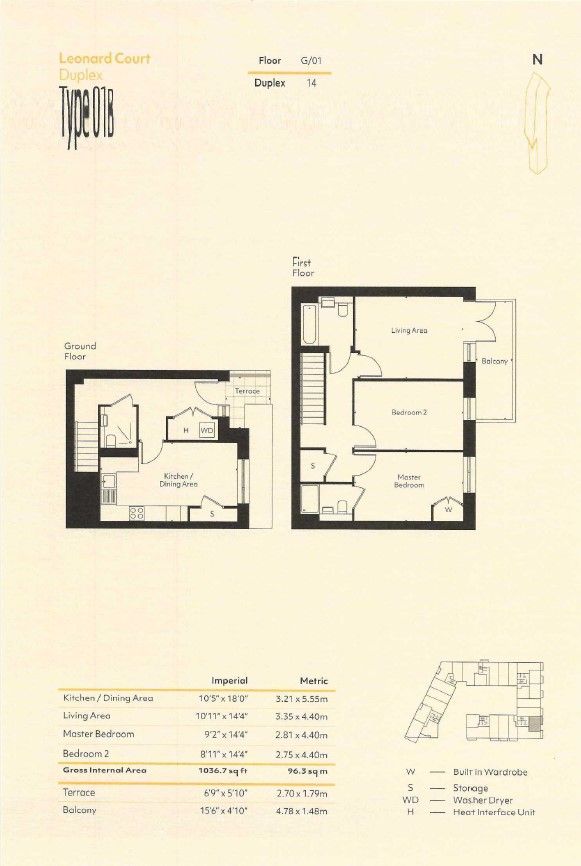 Leonard Court
Duplex
Type 01B
Floor G/01
Duplex 14
N
First
Floor
Living Area
Balcony
Bedroom 2
S
Master
Bedroom
W
Ground
Floor
Terrace
H WD
Kitchen /
Dining Area
S
Imperial Metric
Kitchen / Dining Area 10'5" x 18'0" 3.21 x 5.55m
Living Area 10'11" x 14'4" 3.35 x 4.40m
Master Bedroom 9'2" x 14'4" 2.81 x 4.40m
Bedroom 2 8'11" x 14'4" 2.75 x 4.40m
Gross Internal Area 1036.7 sq ft 96.3 sq m
Terrace 6'9" x 5'10" 2.70 x 1.79m
Balcony 15'6" x 4'10" 4.78 x 1.48m
W — Built in Wardrobe
S — Storage
WD — Washer Dryer
H — Heat Interface Unit